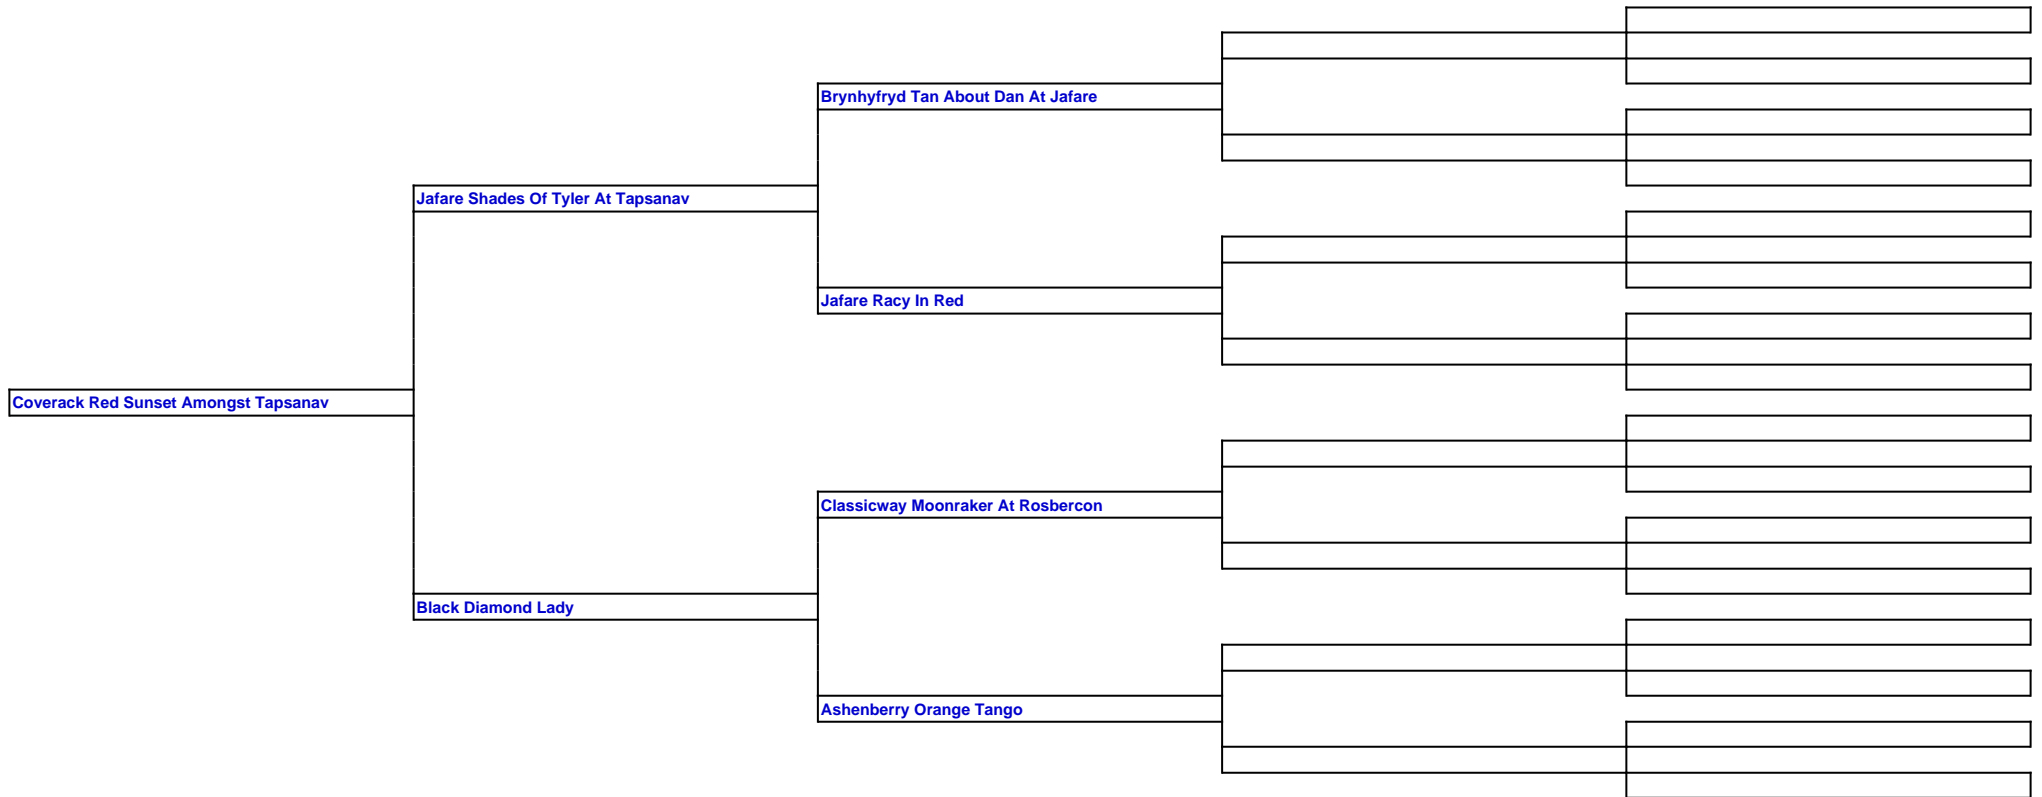 Brynhyfryd Tan About Dan At Jafare
Jafare Shades Of Tyler At Tapsanav
Jafare Racy In Red
Coverack Red Sunset Amongst Tapsanav
Classicway Moonraker At Rosbercon
Black Diamond Lady
Ashenberry Orange Tango